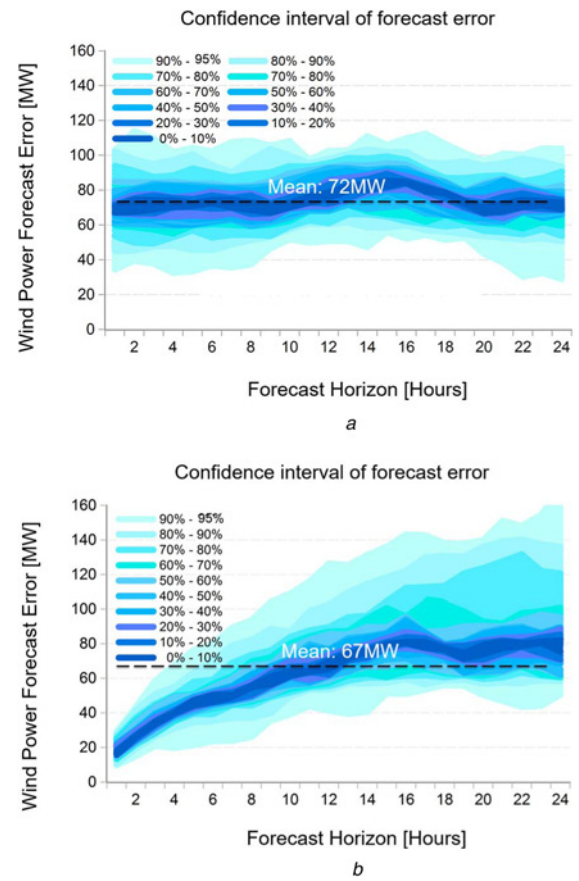 Confidence interval of forecast error
Wind Power Forecast Error [MW]
160
140
120
100
80
60
40
20
0
90% - 95% 80% - 90%
70% - 80% 70% - 80%
60% - 70% 50% - 60%
40% - 50% 30% - 40%
20% - 30% 10% - 20%
0% - 10%
Mean: 72MW
2 4 6 8 10 12 14 16 18 20 22 24
Forecast Horizon [Hours]
a
Confidence interval of forecast error
Wind Power Forecast Error [MW]
160
140
120
100
80
60
40
20
0
90% - 95%
80% - 90%
70% - 80%
60% - 70%
50% - 60%
40% - 50%
30% - 40%
20% - 30%
10% - 20%
0% - 10%
Mean: 67MW
2 4 6 8 10 12 14 16 18 20 22 24
Forecast Horizon [Hours]
b